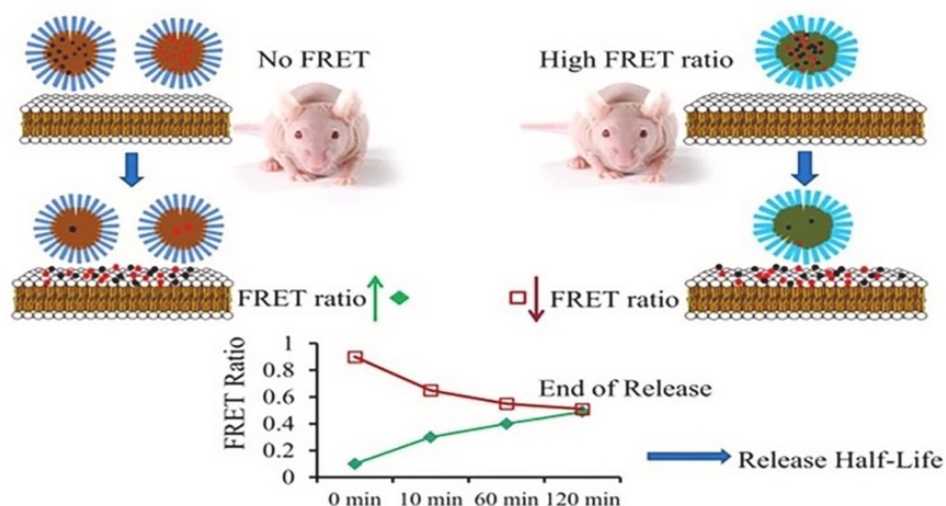 No FRET
High FRET ratio
FRET ratio
FRET ratio
FRET Ratio
1
0.8
0.6
0.4
0.2
0
End of Release
0 min
10 min
60 min
120 min
Release Half-Life